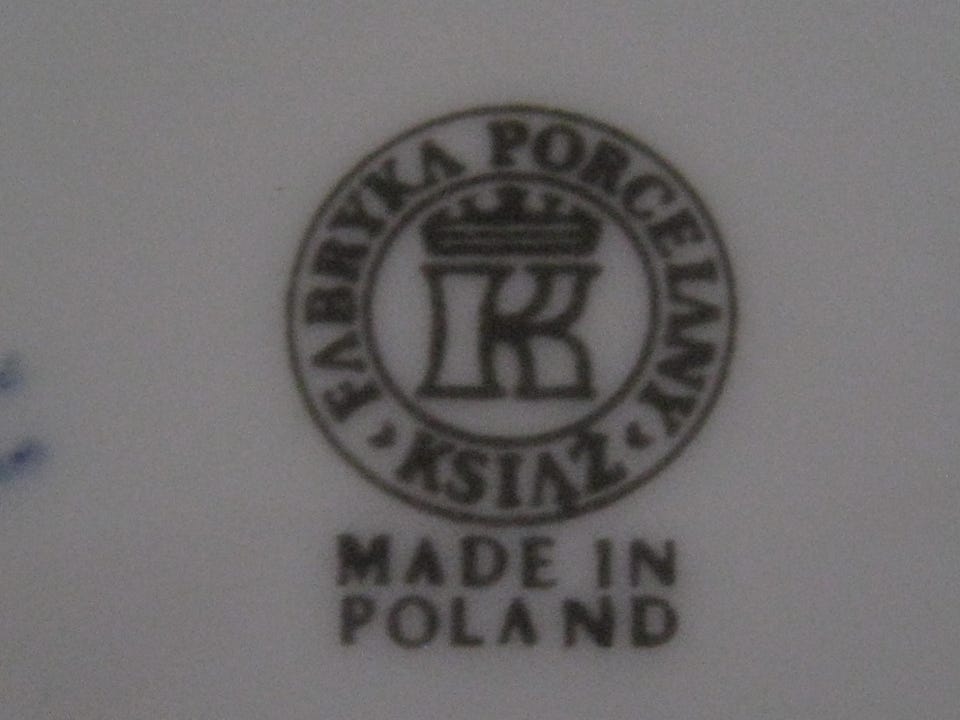 FABRYKA PORCELANY
KSIĄŻ
K
MADE IN
POLAND